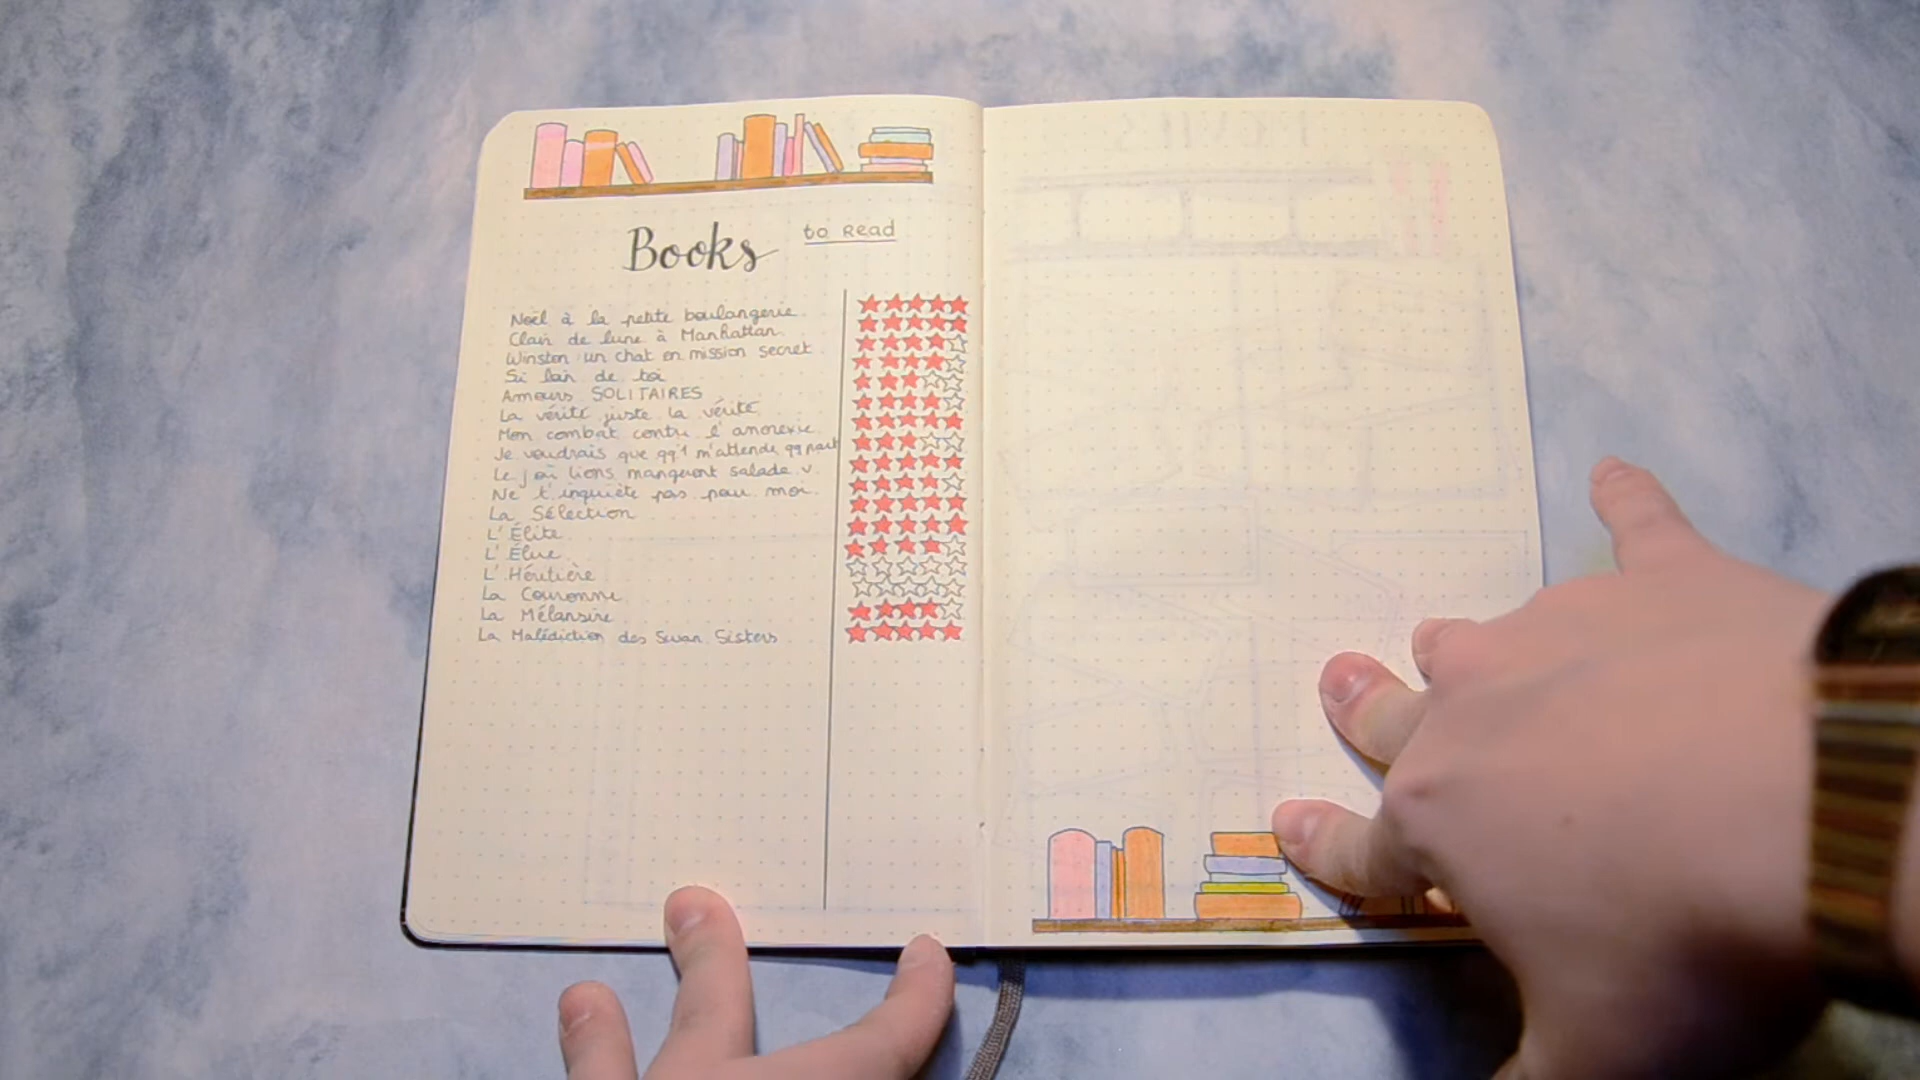 Books
to Read
Noël à la petite boulangerie
Clair de lune à Manhattan
Winston un chat en mission secret
Si loin de toi
Amours SOLITAIRES
La vérité juste la vérité
Mon combat contre l'anorexie
Je voudrais que qq'1 m'attende qq part
Le j où lions mangeront salade v.
Ne t'inquiète pas pour moi.
La Sélection
L'Élite
L'Élue
L'Héritière
La Couronne
La
La Malédiction des Swan Sisters